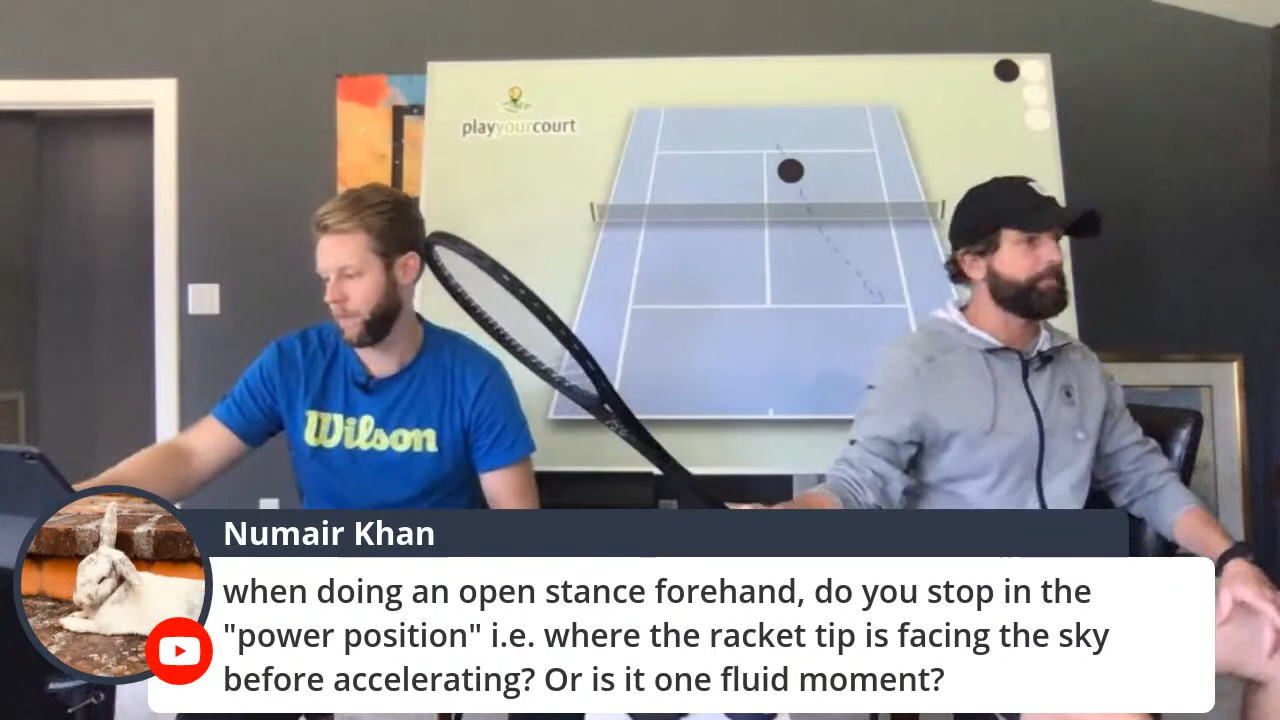 playyourcourt
Wilson
Numair Khan
when doing an open stance forehand, do you stop in the
"power position" i.e. where the racket tip is facing the sky
before accelerating? Or is it one fluid moment?